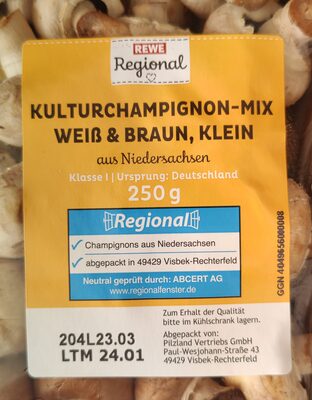 REWE
Regional
KULTURCHAMPIGNON-MIX
WEIß & BRAUN, KLEIN
aus Niedersachsen
Klasse I | Ursprung: Deutschland
250 g
Regional
Champignons aus Niedersachsen
abgepackt in 49429 Visbek-Rechterfeld
Neutral geprüft durch: ABCERT AG
www.regionalfenster.de
GGN 4049656000008
Zum Erhalt der Qualität
bitte im Kühlschrank lagern.
204L23.03
LTM 24.01
Abgepackt von:
Pilzland Vertriebs GmbH
Paul-Wesjohann-Straße 43
49429 Visbek-Rechterfeld